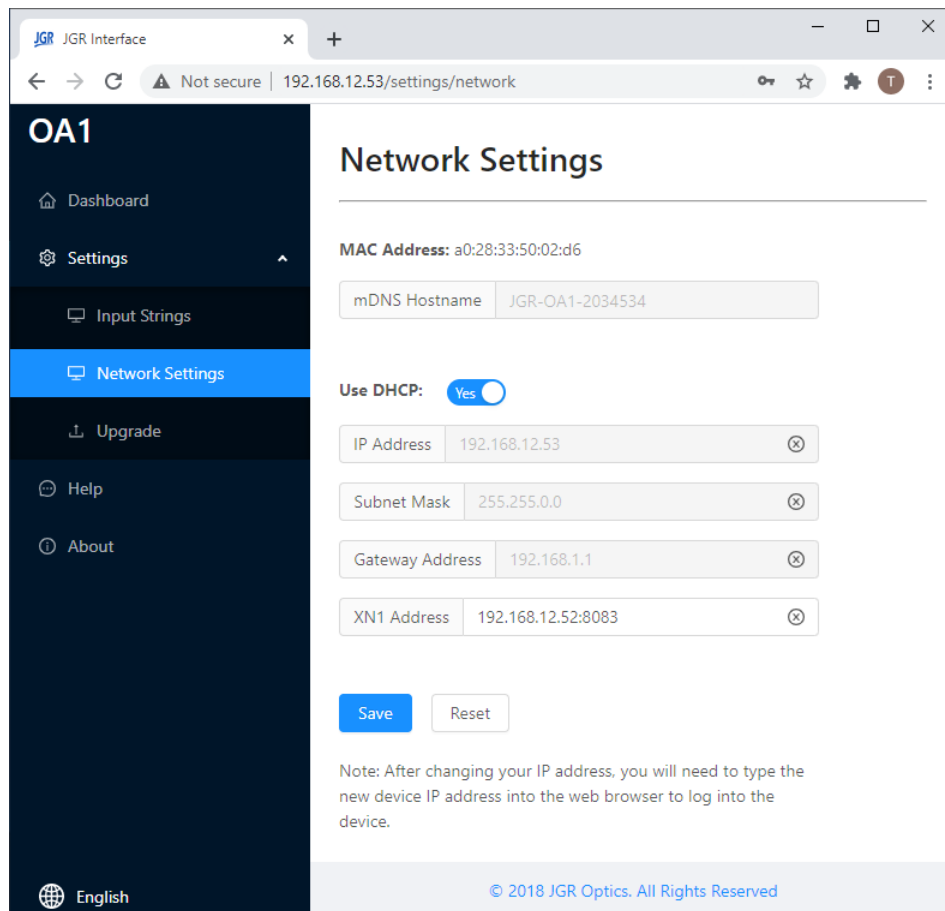 JGR JGR Interface
Not secure 192.168.12.53/settings/network T
OA1
Dashboard
Settings
Input Strings
Network Settings
Upgrade
Help
About
English
Network Settings
MAC Address: a0:28:33:50:02:d6
mDNS Hostname JGR-OA1-2034534
Use DHCP: Yes
IP Address 192.168.12.53
Subnet Mask 255.255.0.0
Gateway Address 192.168.1.1
XN1 Address 192.168.12.52:8083
Save Reset
Note: After changing your IP address, you will need to type the
new device IP address into the web browser to log into the
device.
© 2018 JGR Optics. All Rights Reserved